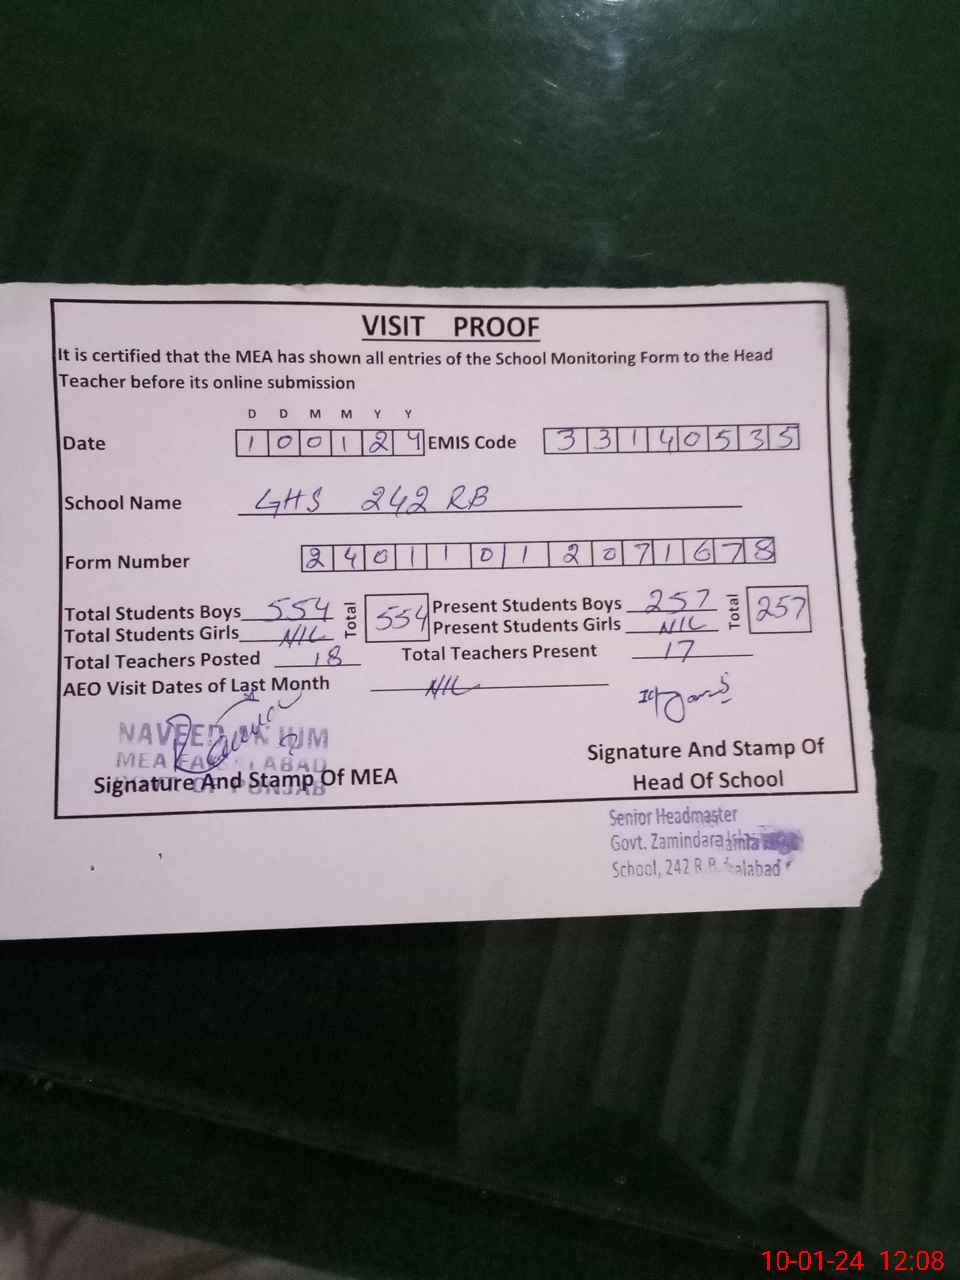 VISIT PROOF
It is certified that the MEA has shown all entries of the School Monitoring Form to the Head
Teacher before its online submission
D D M M Y Y
Date 1 0 0 1 2 4 EMIS Code 3 3 1 4 0 5 3 5
School Name GHS 242 RB
Form Number 2 4 0 1 1 0 1 2 0 7 1 6 7 8
Total Students Boys 554 Total 554 Present Students Boys 257 Total 257
Total Students Girls NIL Present Students Girls NIL
Total Teachers Posted 18 Total Teachers Present 17
AEO Visit Dates of Last Month NIL
NAVEED
MEA
Signature And Stamp Of MEA
PUNJAB
Signature And Stamp Of
Head Of School
Senior Headmaster
Govt. Zamindara
School, 242 R.B.
10-01-24 12:08